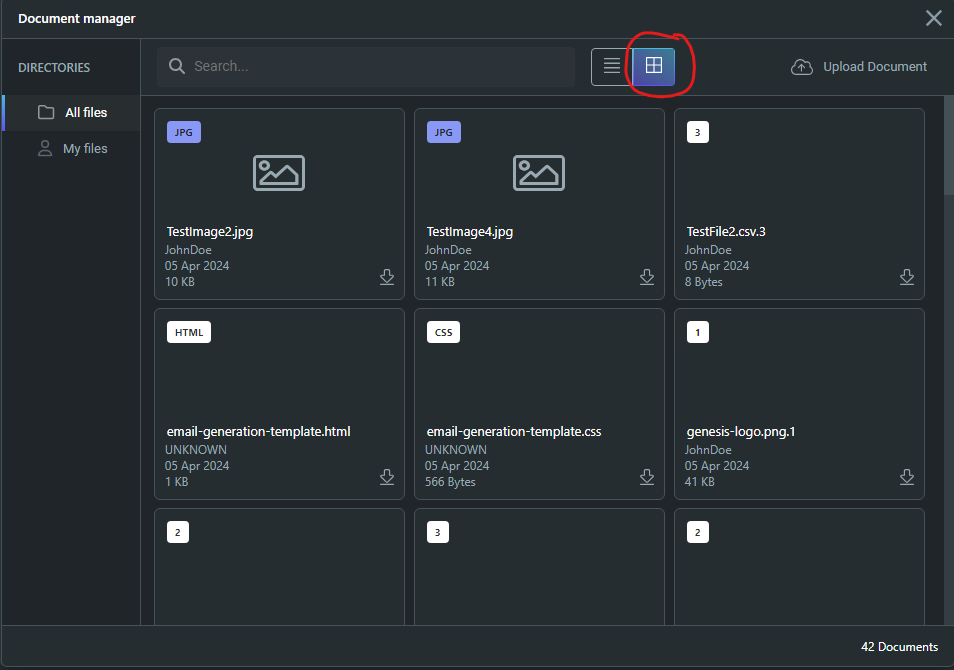 Document manager
DIRECTORIES
Search...
Upload Document
All files
My files
JPG
TestImage2.jpg
JohnDoe
05 Apr 2024
10 KB
JPG
TestImage4.jpg
JohnDoe
05 Apr 2024
11 KB
3
TestFile2.csv.3
JohnDoe
05 Apr 2024
8 Bytes
HTML
email-generation-template.html
UNKNOWN
05 Apr 2024
1 KB
CSS
email-generation-template.css
UNKNOWN
05 Apr 2024
566 Bytes
1
genesis-logo.png.1
JohnDoe
05 Apr 2024
41 KB
2
3
2
42 Documents